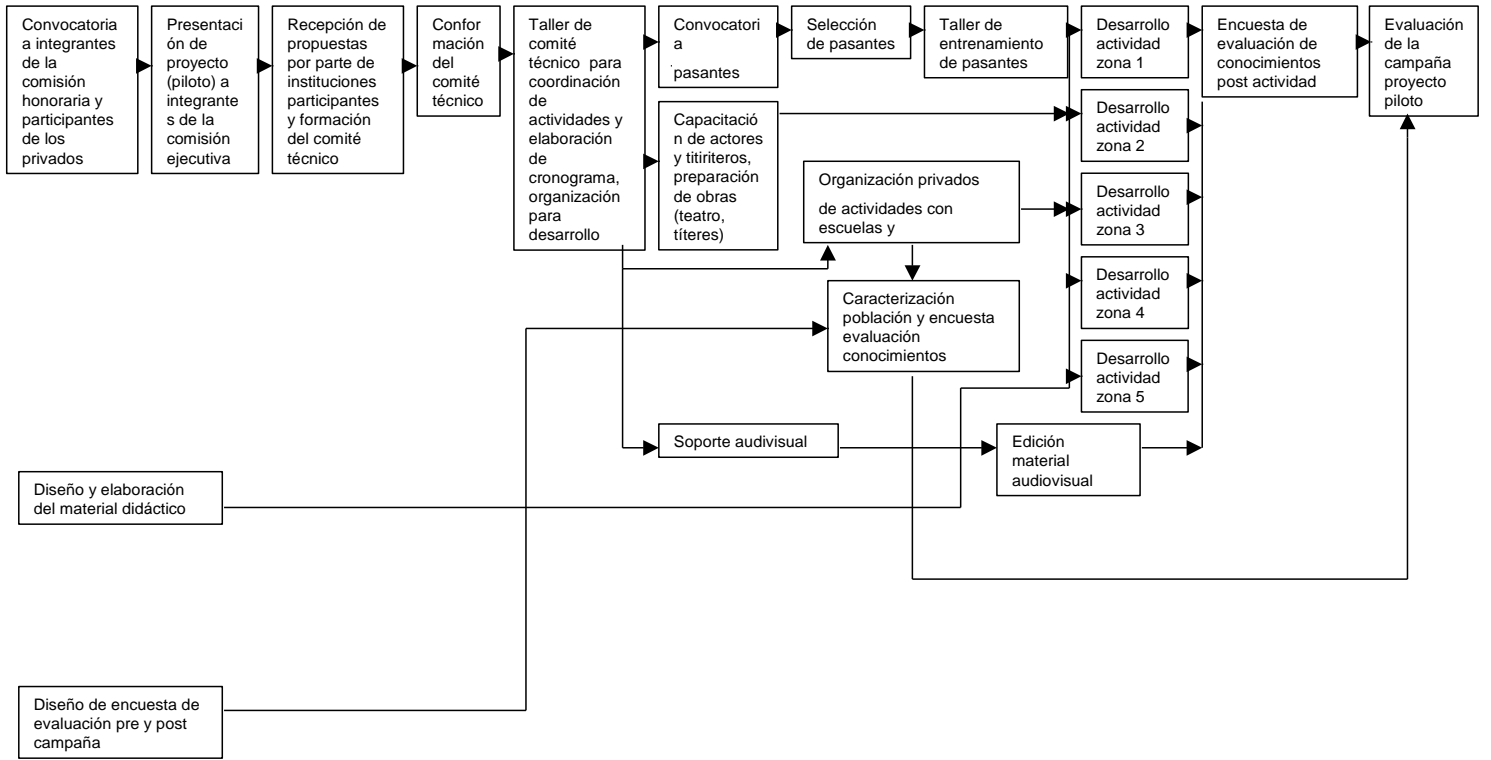 Convocatoria
a integrantes
de la
comisión
honoraria y
participantes
de los
privados
Presentaci
ón de
proyecto
(piloto) a
integrante
s de la
comisión
ejecutiva
Recepción de
propuestas
por parte de
instituciones
participantes
y formación
del comité
técnico
Confor
mación
del
comité
técnico
Taller de
comité
técnico para
coordinación
de
actividades y
elaboración
de
cronograma,
organización
para
desarrollo
Convocatori
a
pasantes
Selección
de pasantes
Taller de
entrenamiento
de pasantes
Desarrollo
actividad
zona 1
Encuesta de
evaluación de
conocimientos
post actividad
Evaluación
de la
campaña
proyecto
piloto
Capacitació
n de actores
y titiriteros,
preparación
de obras
(teatro,
títeres)
Desarrollo
actividad
zona 2
Organización privados
de actividades con
escuelas y
Desarrollo
actividad
zona 3
Caracterización
población y encuesta
evaluación
conocimientos
Desarrollo
actividad
zona 4
Desarrollo
actividad
zona 5
Soporte audivisual
Edición
material
audiovisual
Diseño y elaboración
del material didáctico
Diseño de encuesta de
evaluación pre y post
campaña